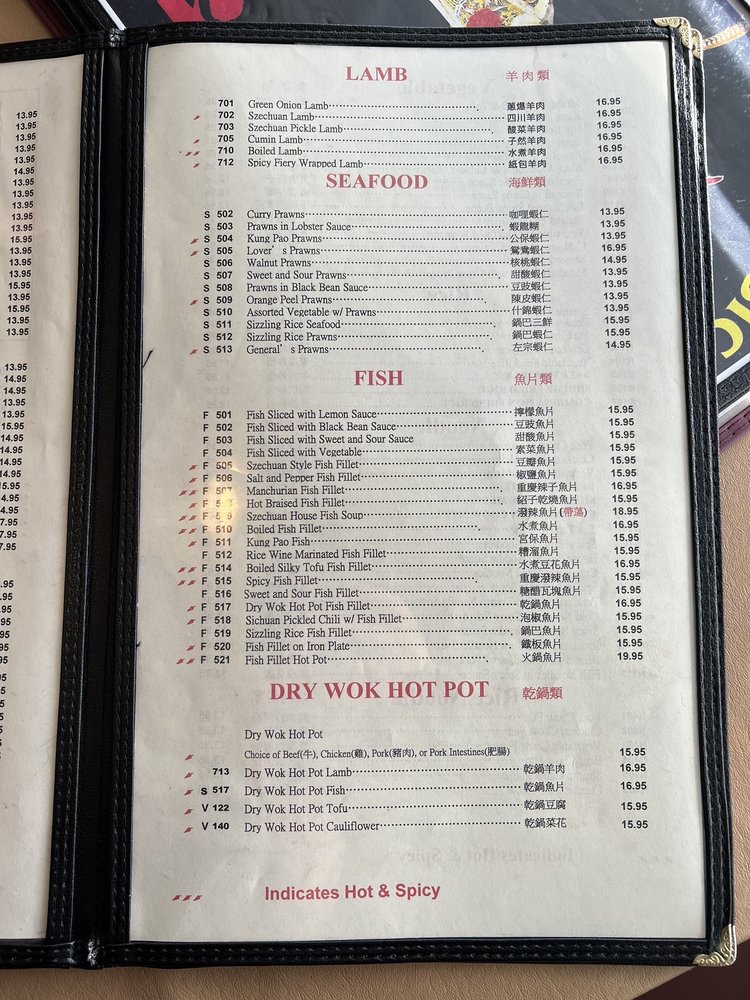 LAMB 羊肉類
701 Green Onion Lamb 蔥爆羊肉 16.95
702 Szechuan Lamb 四川羊肉 16.95
703 Szechuan Pickle Lamb 酸菜羊肉 16.95
705 Cumin Lamb 子然羊肉 16.95
710 Boiled Lamb 水煮羊肉 16.95
712 Spicy Fiery Wrapped Lamb 紙包羊肉 16.95
SEAFOOD 海鮮類
S 502 Curry Prawns 咖哩蝦仁 13.95
S 503 Prawns in Lobster Sauce 蝦龍糊 13.95
S 504 Kung Pao Prawns 公保蝦仁 13.95
S 505 Lover's Prawns 鴛鴦蝦仁 16.95
S 506 Walnut Prawns 核桃蝦仁 14.95
S 507 Sweet and Sour Prawns 甜酸蝦仁 13.95
S 508 Prawns in Black Bean Sauce 豆豉蝦仁 13.95
S 509 Orange Peel Prawns 陳皮蝦仁 13.95
S 510 Assorted Vegetable w/ Prawns 什錦蝦仁 13.95
S 511 Sizzling Rice Seafood 鍋巴三鮮 15.95
S 512 Sizzling Rice Prawns 鍋巴蝦仁 15.95
S 513 General's Prawns 左宗蝦仁 14.95
FISH 魚片類
F 501 Fish Sliced with Lemon Sauce 擰檬魚片 15.95
F 502 Fish Sliced with Black Bean Sauce 豆豉魚片 15.95
F 503 Fish Sliced with Sweet and Sour Sauce 甜酸魚片 15.95
F 504 Fish Sliced with Vegetable 素菜魚片 15.95
F 505 Szechuan Style Fish Fillet 豆瓣魚片 15.95
F 506 Salt and Pepper Fish Fillet 椒鹽魚片 15.95
F 507 Manchurian Fish Fillet 重慶辣子魚片 16.95
F Hot Braised Fish Fillet 紹子乾燒魚片 15.95
F Szechuan House Fish Soup 潑辣魚片(帶蕩) 18.95
F 510 Boiled Fish Fillet 水煮魚片 16.95
F 511 Kung Pao Fish 宮保魚片 15.95
F 512 Rice Wine Marinated Fish Fillet 糟溜魚片 15.95
F 514 Boiled Silky Tofu Fish Fillet 水煮豆花魚片 16.95
F 515 Spicy Fish Fillet 重慶潑辣魚片 15.95
F 516 Sweet and Sour Fish Fillet 糖醋瓦塊魚片 15.95
F 517 Dry Wok Hot Pot Fish Fillet 乾鍋魚片 16.95
F 518 Sichuan Pickled Chili w/ Fish Fillet 泡椒魚片 15.95
F 519 Sizzling Rice Fish Fillet 鍋巴魚片 15.95
F 520 Fish Fillet on Iron Plate 鐵板魚片 15.95
F 521 Fish Fillet Hot Pot 火鍋魚片 19.95
DRY WOK HOT POT 乾鍋類
Dry Wok Hot Pot
Choice of Beef(牛), Chicken(雞), Pork(豬肉), or Pork Intestines(肥腸) 15.95
713 Dry Wok Hot Pot Lamb 乾鍋羊肉 16.95
S 517 Dry Wok Hot Pot Fish 乾鍋魚片 16.95
V 122 Dry Wok Hot Pot Tofu 乾鍋豆腐 15.95
V 140 Dry Wok Hot Pot Cauliflower 乾鍋菜花 15.95
Indicates Hot & Spicy